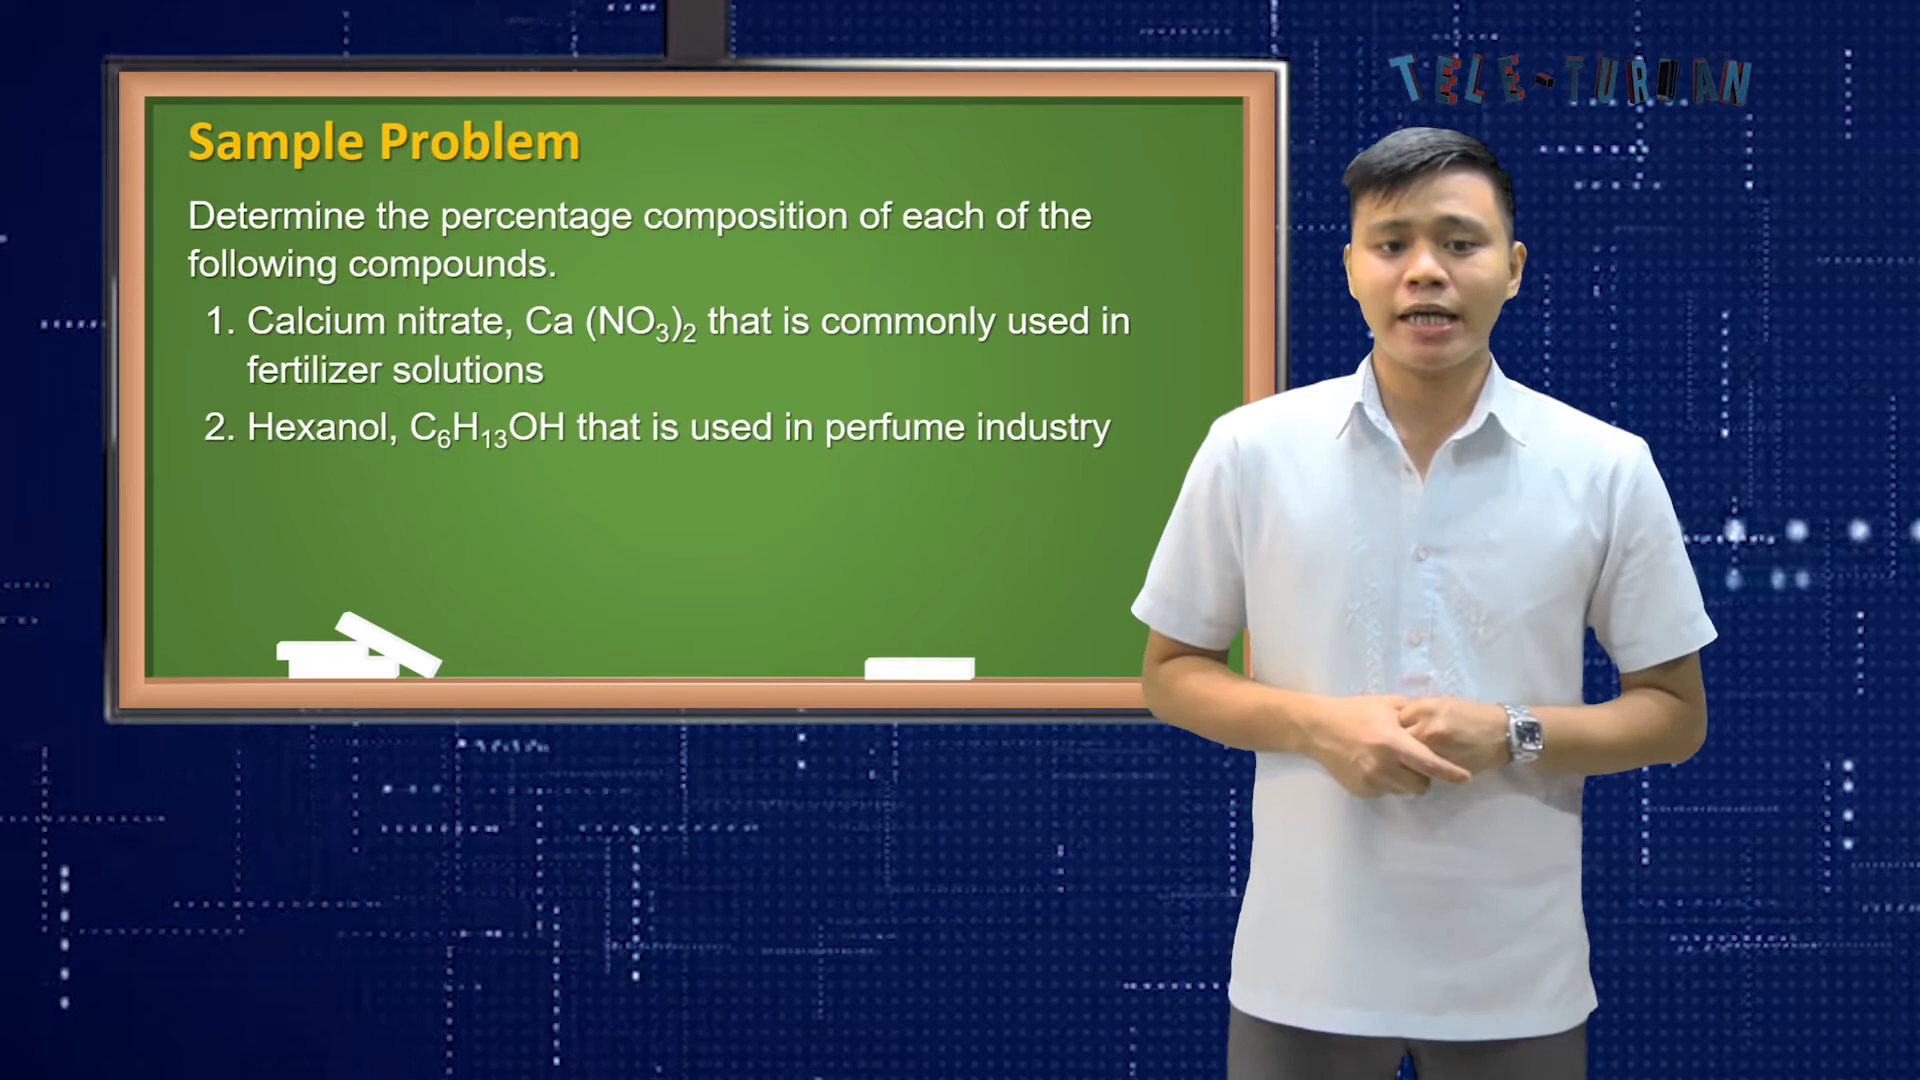 TELE-TURUAN
Sample Problem
Determine the percentage composition of each of the
following compounds.
1. Calcium nitrate, Ca (NO₃)₂ that is commonly used in
fertilizer solutions
2. Hexanol, C₆H₁₃OH that is used in perfume industry